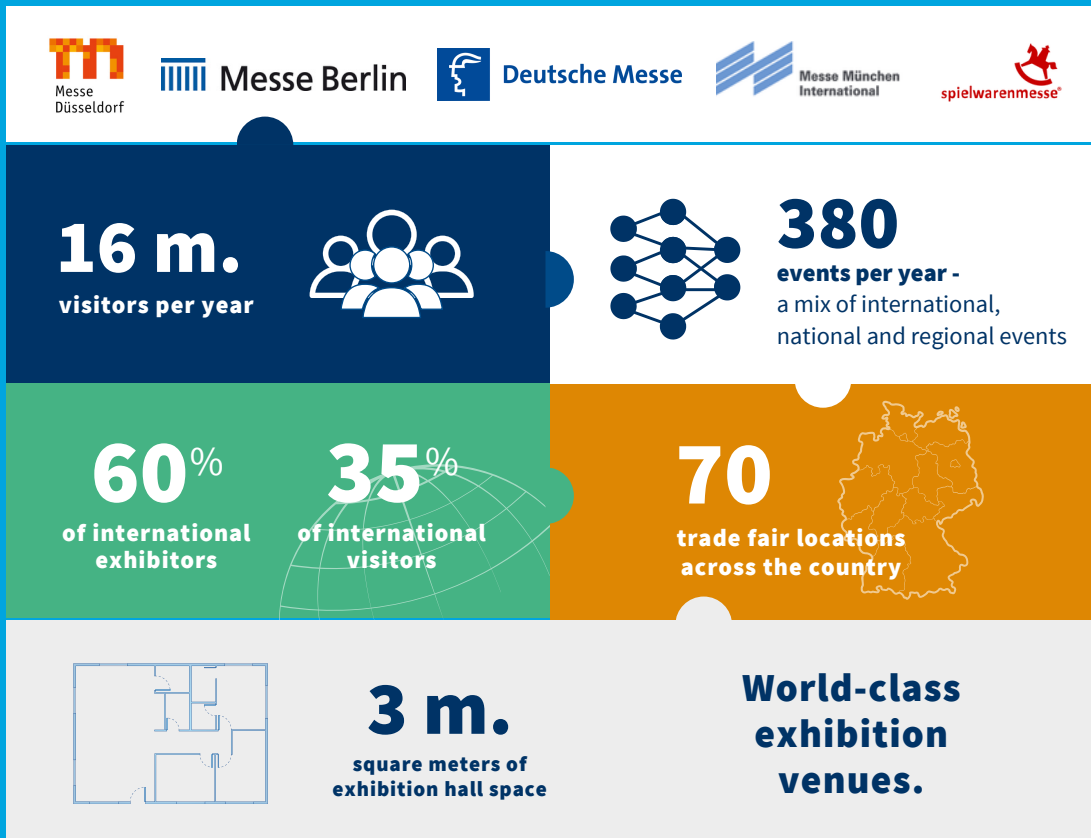 Messe
Düsseldorf
Messe Berlin
Deutsche Messe
Messe München
International
spielwarenmesse®
16 m.
visitors per year
380
events per year -
a mix of international,
national and regional events
60%
of international
exhibitors
35%
of international
visitors
70
trade fair locations
across the country
3 m.
square meters of
exhibition hall space
World-class
exhibition
venues.